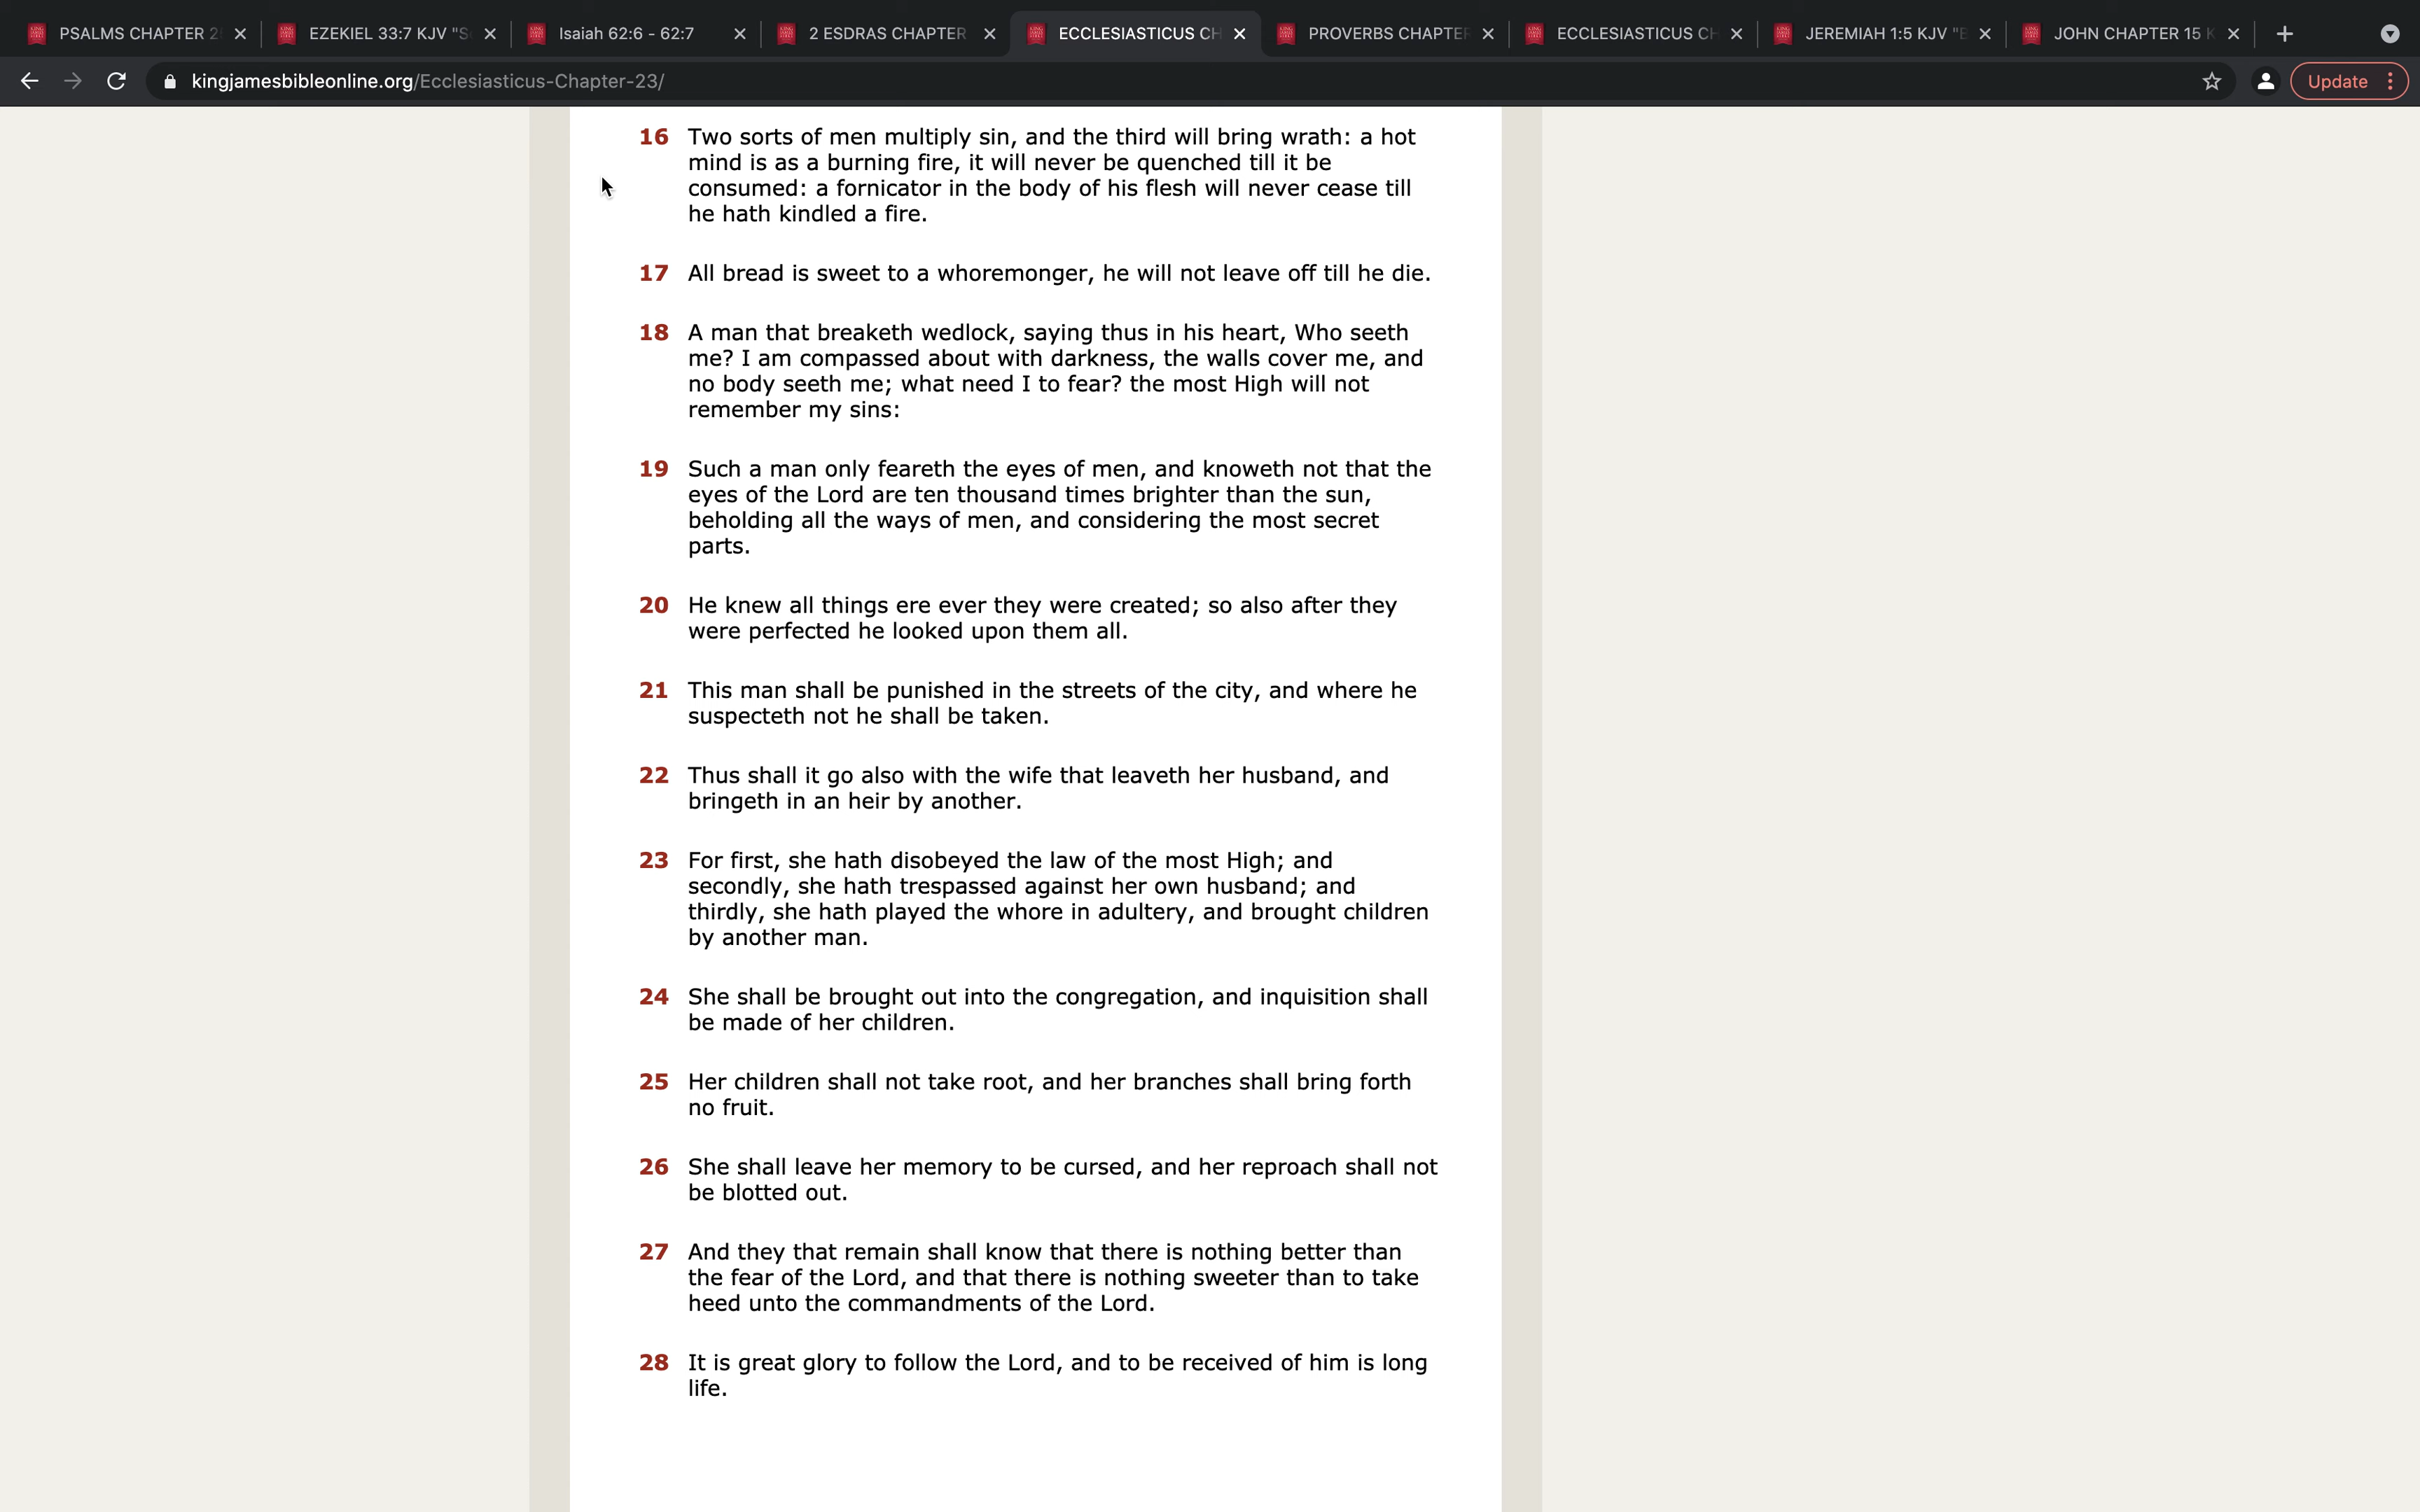 PSALMS CHAPTER 2
EZEKIEL 33:7 KJV "S
Isaiah 62:6 - 62:7
2 ESDRAS CHAPTER
ECCLESIASTICUS CH
PROVERBS CHAPTER
ECCLESIASTICUS CH
JEREMIAH 1:5 KJV "B
JOHN CHAPTER 15 K
kingjamesbibleonline.org/Ecclesiasticus-Chapter-23/
Update
16 Two sorts of men multiply sin, and the third will bring wrath: a hot
mind is as a burning fire, it will never be quenched till it be
consumed: a fornicator in the body of his flesh will never cease till
he hath kindled a fire.
17 All bread is sweet to a whoremonger, he will not leave off till he die.
18 A man that breaketh wedlock, saying thus in his heart, Who seeth
me? I am compassed about with darkness, the walls cover me, and
no body seeth me; what need I to fear? the most High will not
remember my sins:
19 Such a man only feareth the eyes of men, and knoweth not that the
eyes of the Lord are ten thousand times brighter than the sun,
beholding all the ways of men, and considering the most secret
parts.
20 He knew all things ere ever they were created; so also after they
were perfected he looked upon them all.
21 This man shall be punished in the streets of the city, and where he
suspecteth not he shall be taken.
22 Thus shall it go also with the wife that leaveth her husband, and
bringeth in an heir by another.
23 For first, she hath disobeyed the law of the most High; and
secondly, she hath trespassed against her own husband; and
thirdly, she hath played the whore in adultery, and brought children
by another man.
24 She shall be brought out into the congregation, and inquisition shall
be made of her children.
25 Her children shall not take root, and her branches shall bring forth
no fruit.
26 She shall leave her memory to be cursed, and her reproach shall not
be blotted out.
27 And they that remain shall know that there is nothing better than
the fear of the Lord, and that there is nothing sweeter than to take
heed unto the commandments of the Lord.
28 It is great glory to follow the Lord, and to be received of him is long
life.